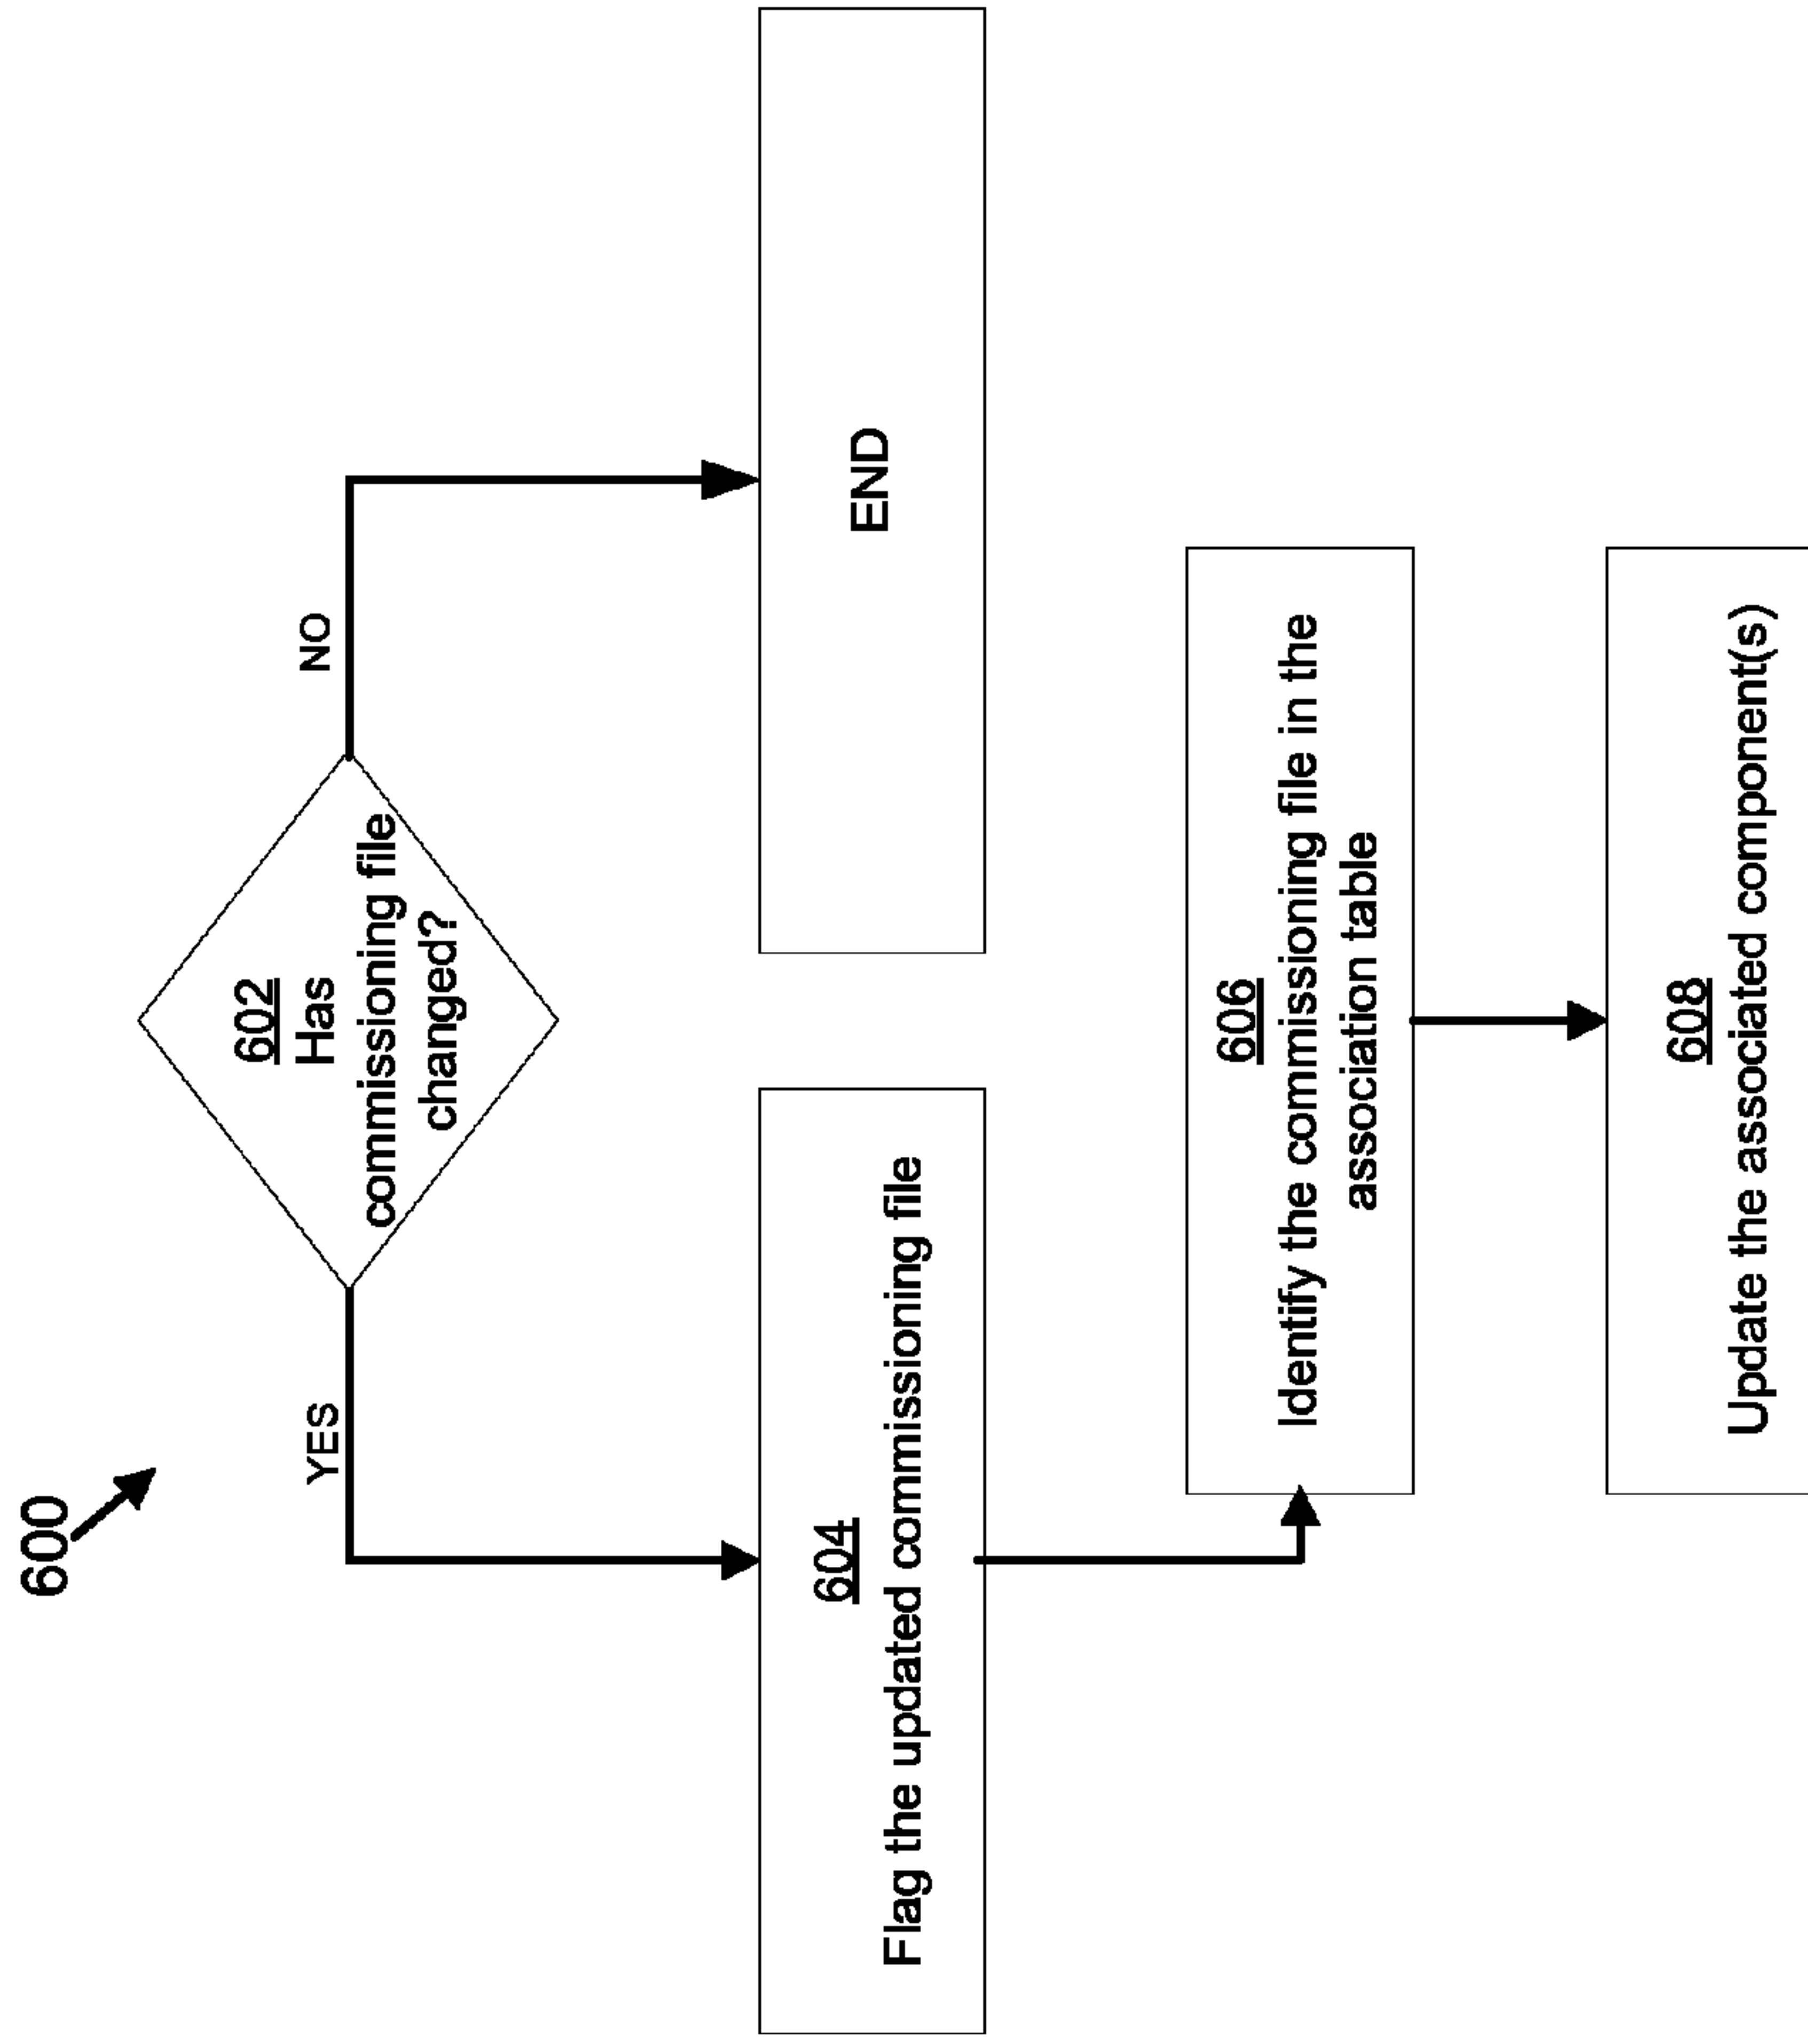 600
602
Has
commissioning file
changed?
YES
NO
604
Flag the updated commissioning file
END
606
Identify the commissioning file in the
association table
608
Update the associated component(s)